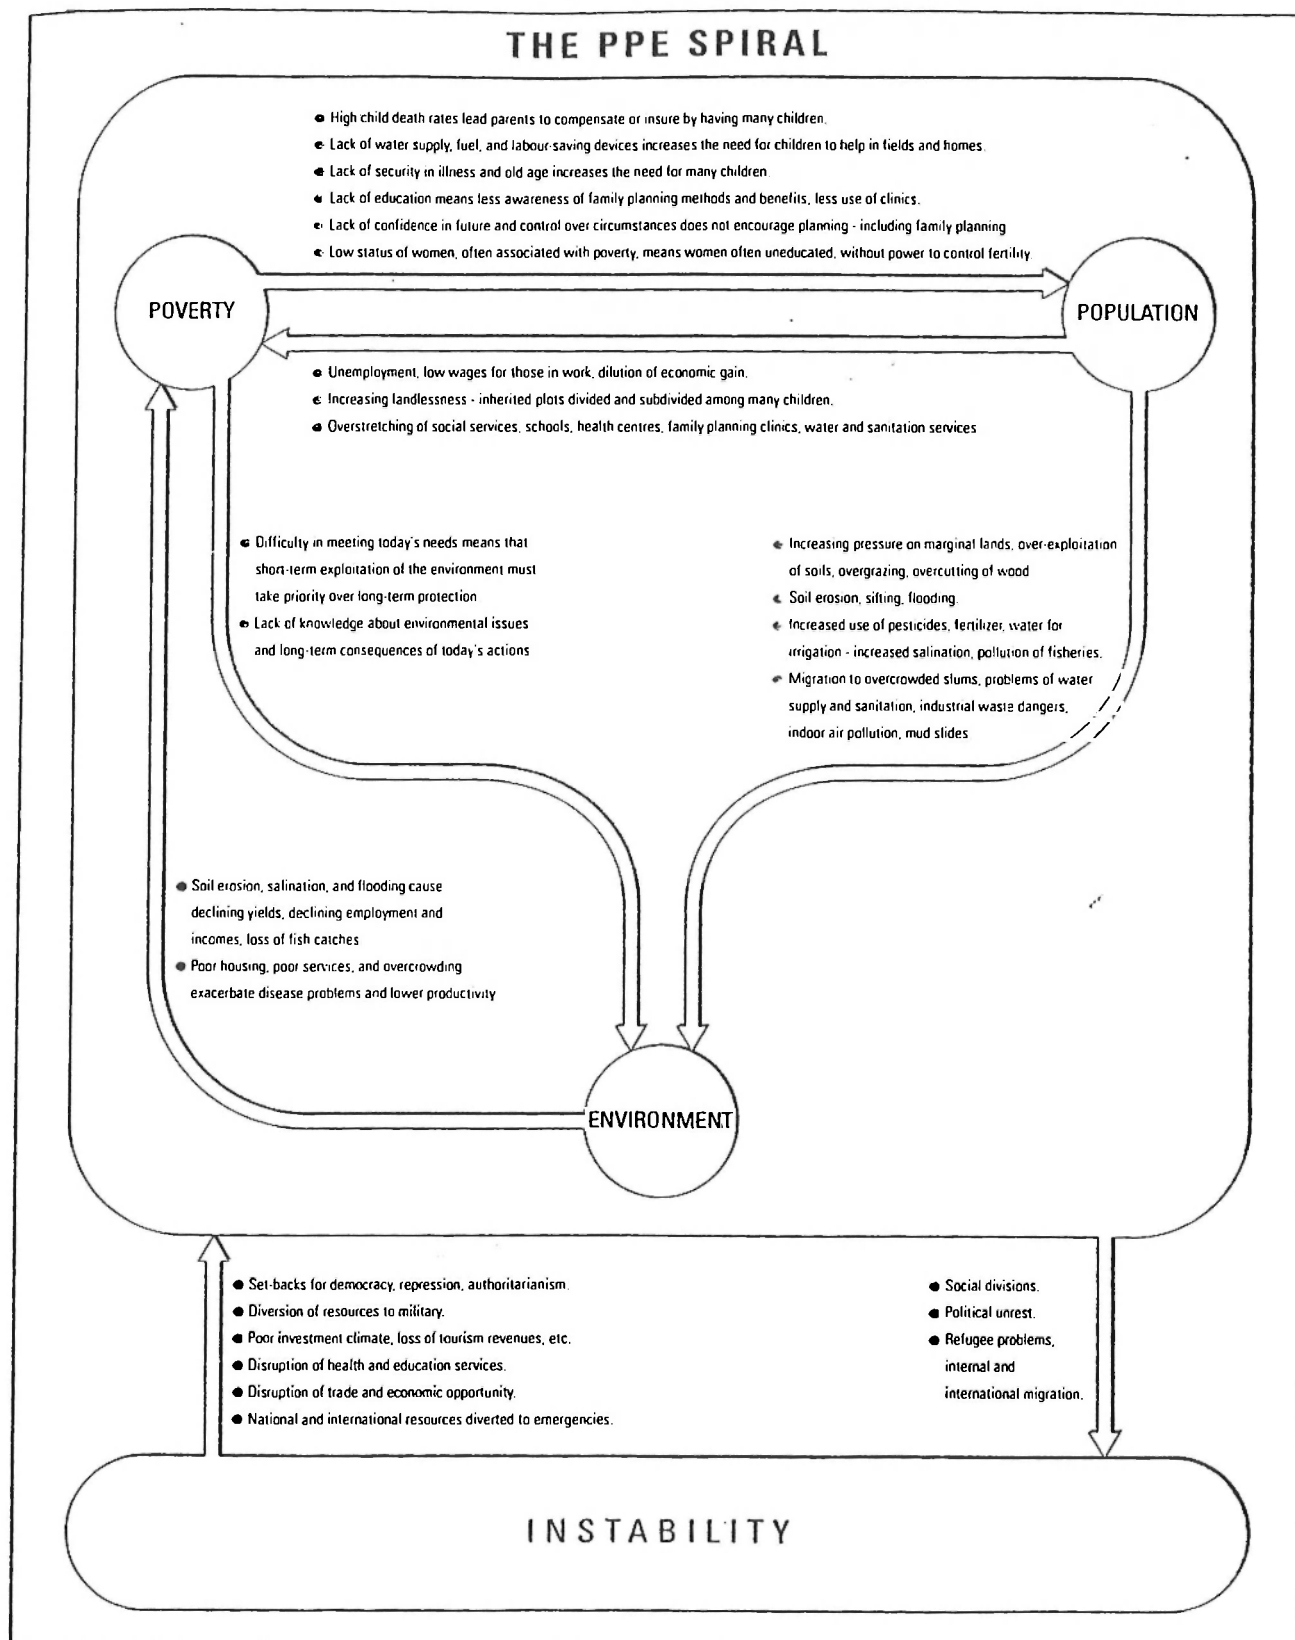 THE PPE SPIRAL
High child death rates lead parents to compensate or insure by having many children.
Lack of water supply, fuel, and labour-saving devices increases the need for children to help in fields and homes.
Lack of security in illness and old age increases the need for many children
Lack of education means less awareness of family planning methods and benefits, less use of clinics.
Lack of confidence in future and control over circumstances does not encourage planning - including family planning
Low status of women, often associated with poverty, means women often uneducated, without power to control fertility.
POVERTY
POPULATION
Unemployment, low wages for those in work, dilution of economic gain.
Increasing landlessness - inherited plots divided and subdivided among many children.
Overstretching of social services, schools, health centres, family planning clinics, water and sanitation services
Difficulty in meeting today's needs means that
short-term exploitation of the environment must
take priority over long-term protection
Lack of knowledge about environmental issues
and long-term consequences of today's actions
Increasing pressure on marginal lands, over-exploitation
of soils, overgrazing, overcutting of wood
Soil erosion, silting, flooding.
Increased use of pesticides, fertilizer, water for
irrigation - increased salination, pollution of fisheries.
Migration to overcrowded slums, problems of water
supply and sanitation, industrial waste dangers,
indoor air pollution, mud slides
Soil erosion, salination, and flooding cause
declining yields, declining employment and
incomes, loss of fish catches
Poor housing, poor services, and overcrowding
exacerbate disease problems and lower productivity
ENVIRONMENT
Set-backs for democracy, repression, authoritarianism.
Diversion of resources to military.
Poor investment climate, loss of tourism revenues, etc.
Disruption of health and education services.
Disruption of trade and economic opportunity.
National and international resources diverted to emergencies.
Social divisions.
Political unrest.
Refugee problems,
internal and
international migration.
INSTABILITY